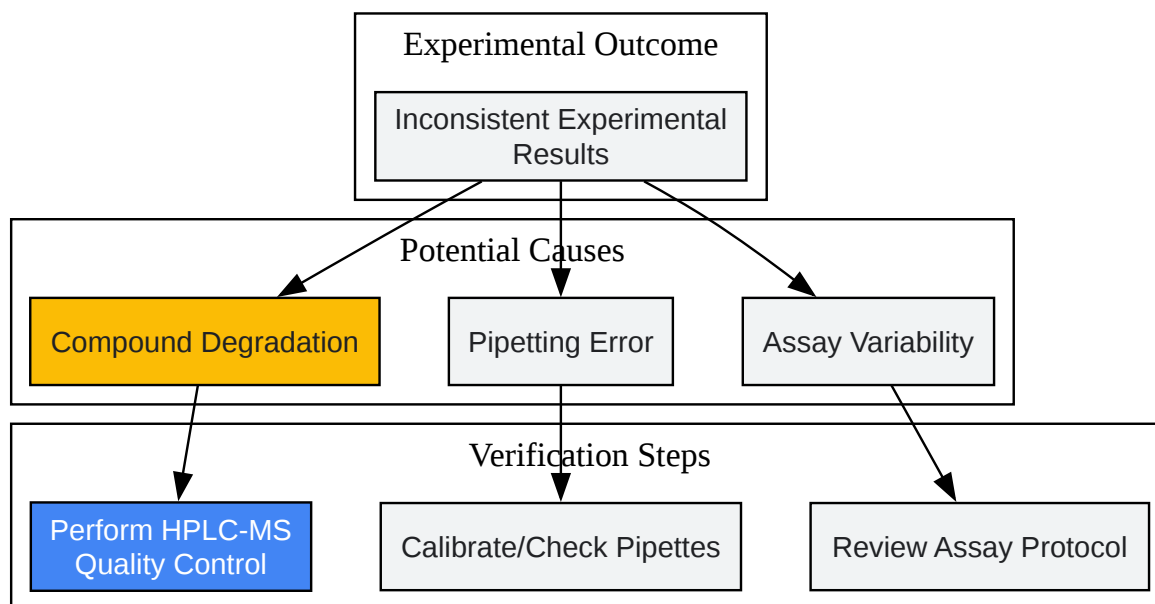 Experimental Outcome
Inconsistent Experimental
Results
Potential Causes
Compound Degradation
Pipetting Error
Assay Variability
Verification Steps
Perform HPLC-MS
Quality Control
Calibrate/Check Pipettes
Review Assay Protocol